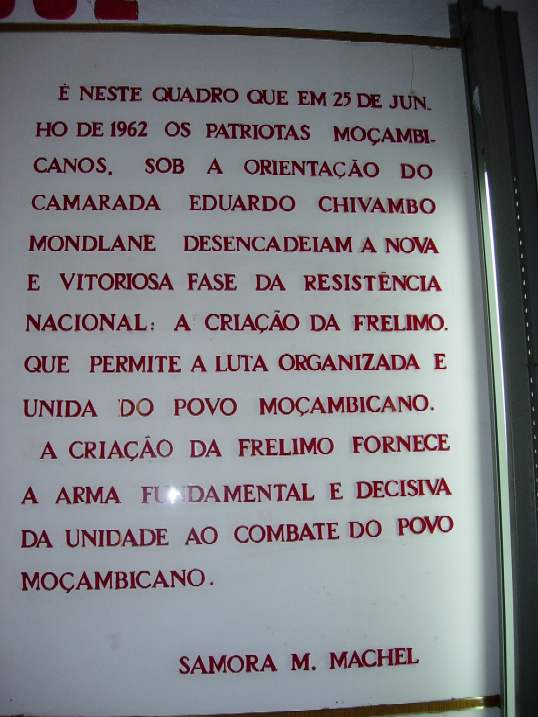 É NESTE QUADRO QUE EM 25 DE JUN.
HO DE 1962 OS PATRIOTAS MOÇAMBI-
CANOS. SOB A ORIENTAÇÃO DO
CAMARADA EDUARDO CHIVAMBO
MONDLANE DESENCADEIAM A NOVA
E VITORIOSA FASE DA RESISTÊNCIA
NACIONAL: A CRIAÇÃO DA FRELIMO.
QUE PERMITE A LUTA ORGANIZADA E
UNIDA DO POVO MOÇAMBICANO.
A CRIAÇÃO DA FRELIMO FORNECE
A ARMA FUNDAMENTAL E DECISIVA
DA UNIDADE AO COMBATE DO POVO
MOÇAMBICANO.
SAMORA M. MACHEL